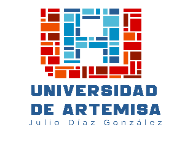 UNIVERSIDAD
DE ARTEMISA
Julio Díaz González